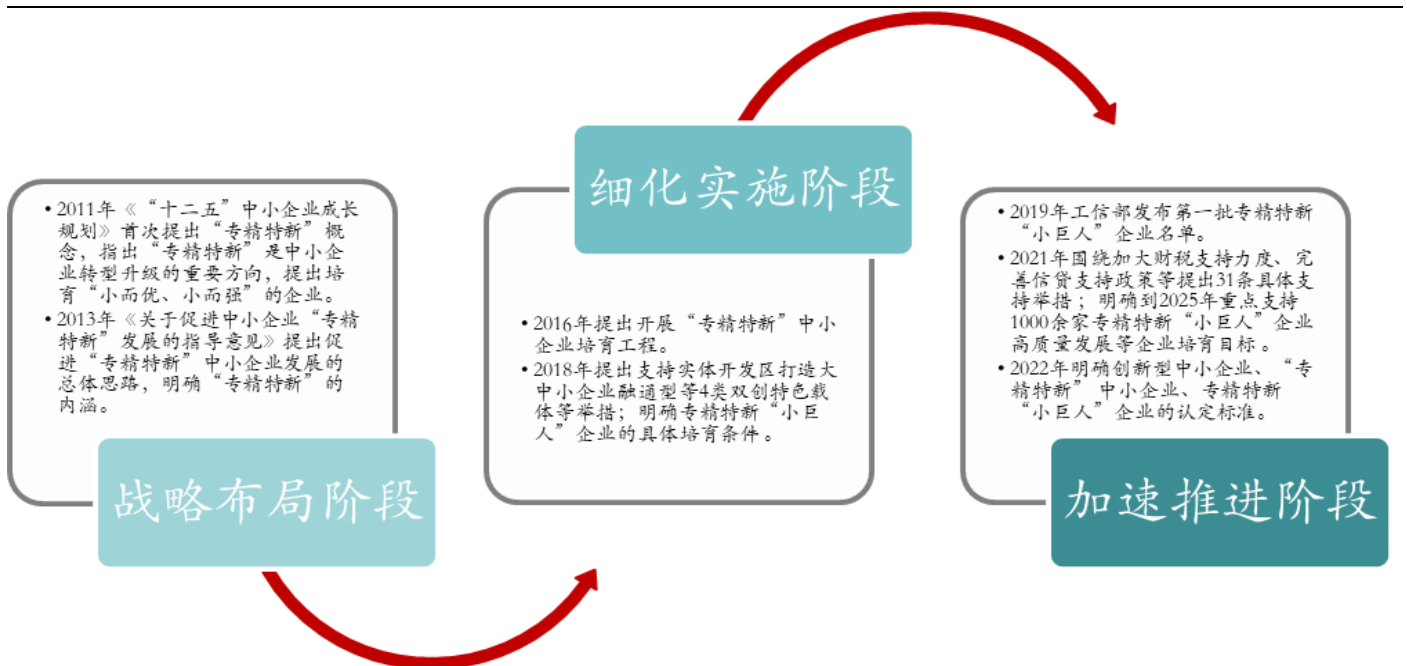 • 2011年《“十二五”中小企业成长
规划》首次提出“专精特新”概
念，指出“专精特新”是中小企
业转型升级的重要方向，提出培
育“小而优、小而强”的企业。
• 2013年《关于促进中小企业“专精
特新”发展的指导意见》提出促
进“专精特新”中小企业发展的
总体思路，明确“专精特新”的
内涵。
战略布局阶段
细化实施阶段
• 2016年提出开展“专精特新”中小
企业培育工程。
• 2018年提出支持实体开发区打造大
中小企业融通型等4类双创特色载
体等举措；明确专精特新“小巨
人”企业的具体培育条件。
• 2019年工信部发布第一批专精特新
“小巨人”企业名单。
• 2021年围绕加大财税支持力度、完
善信贷支持政策等提出31条具体支
持举措；明确到2025年重点支持
1000余家专精特新“小巨人”企业
高质量发展等企业培育目标。
• 2022年明确创新型中小企业、“专
精特新”中小企业、专精特新
“小巨人”企业的认定标准。
加速推进阶段